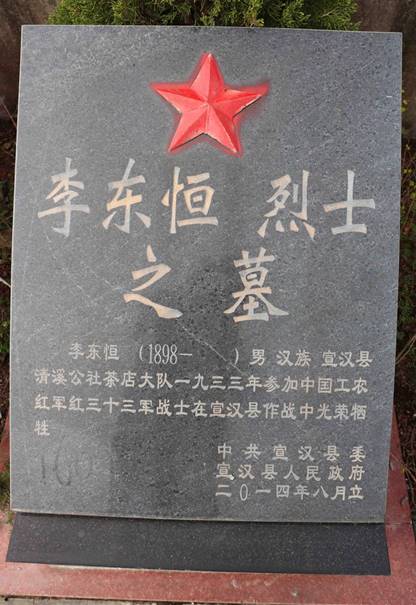 李东恒 烈士
之墓
李东恒 (1898— ) 男 汉族 宣汉县
清溪公社茶店大队一九三三年参加中国工农
红军红三十三军战士在宣汉县作战中光荣牺
牲
中共宣汉县委
宣汉县人民政府
二0一四年八月立